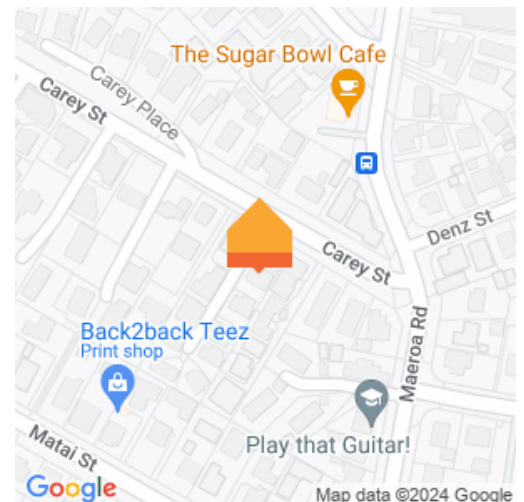 The Sugar Bowl Cafe
Carey Place
Carey St
Denz St
Carey St
Maeroa Rd
Back2back Teez
Print shop
Play that Guitar!
Matai St
Google
Map data ©2024 Google